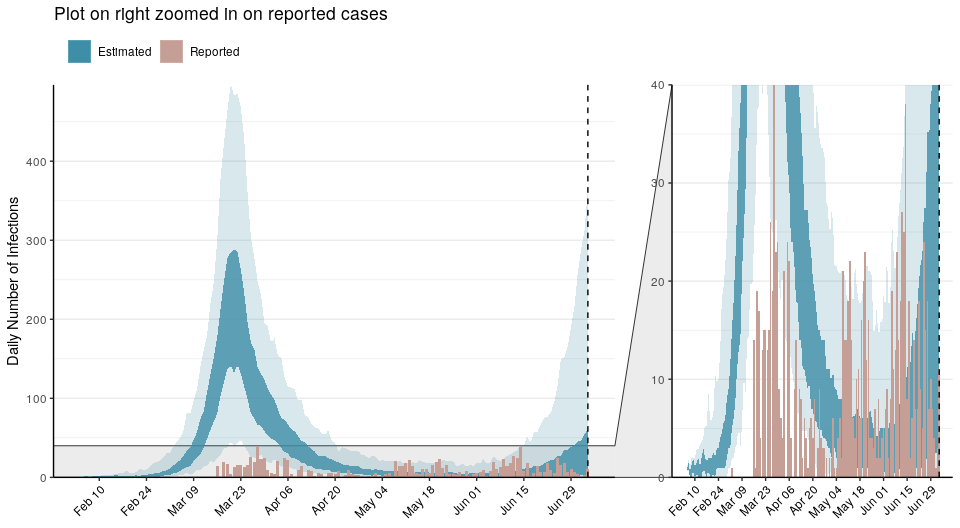 Plot on right zoomed in on reported cases
Estimated Reported
Daily Number of Infections
400
300
200
100
0
Feb 10 Feb 24 Mar 09 Mar 23 Apr 06 Apr 20 May 04 May 18 Jun 01 Jun 15 Jun 29
40
30
20
10
0
Feb 10 Feb 24 Mar 09 Mar 23 Apr 06 Apr 20 May 04 May 18 Jun 01 Jun 15 Jun 29